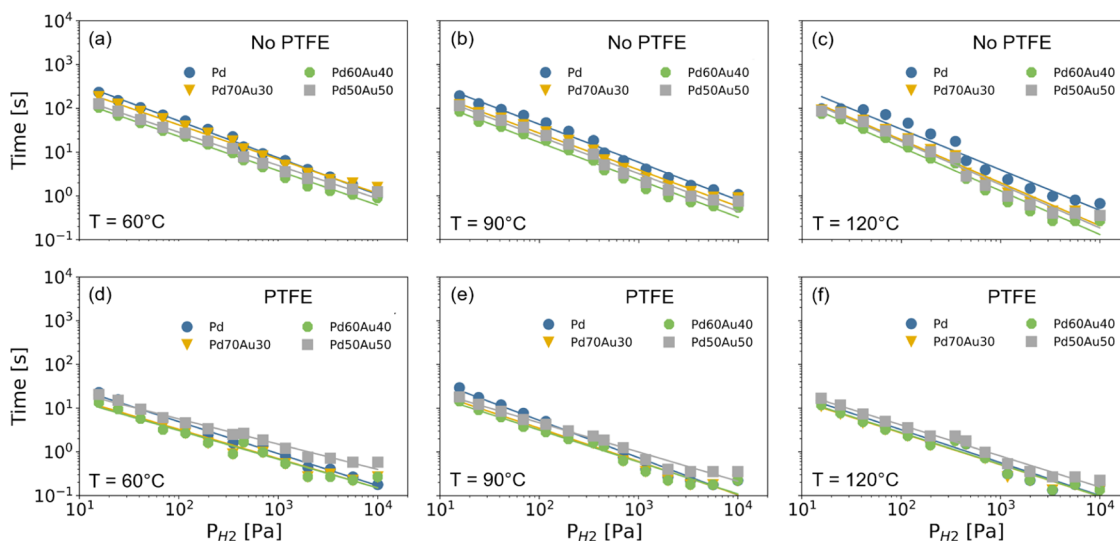 (a) No PTFE
Pd Pd60Au40
Pd70Au30 Pd50Au50
T = 60°C
(b) No PTFE
Pd Pd60Au40
Pd70Au30 Pd50Au50
T = 90°C
(c) No PTFE
Pd Pd60Au40
Pd70Au30 Pd50Au50
T = 120°C
Time [s]
10⁴
10³
10²
10¹
10⁰
10⁻¹
(d) PTFE
Pd Pd60Au40
Pd70Au30 Pd50Au50
T = 60°C
(e) PTFE
Pd Pd60Au40
Pd70Au30 Pd50Au50
T = 90°C
(f) PTFE
Pd Pd60Au40
Pd70Au30 Pd50Au50
T = 120°C
Time [s]
10⁴
10³
10²
10¹
10⁰
10⁻¹
10¹ 10² 10³ 10⁴ 10¹ 10² 10³ 10⁴ 10¹ 10² 10³ 10⁴
P_H2 [Pa] P_H2 [Pa] P_H2 [Pa]